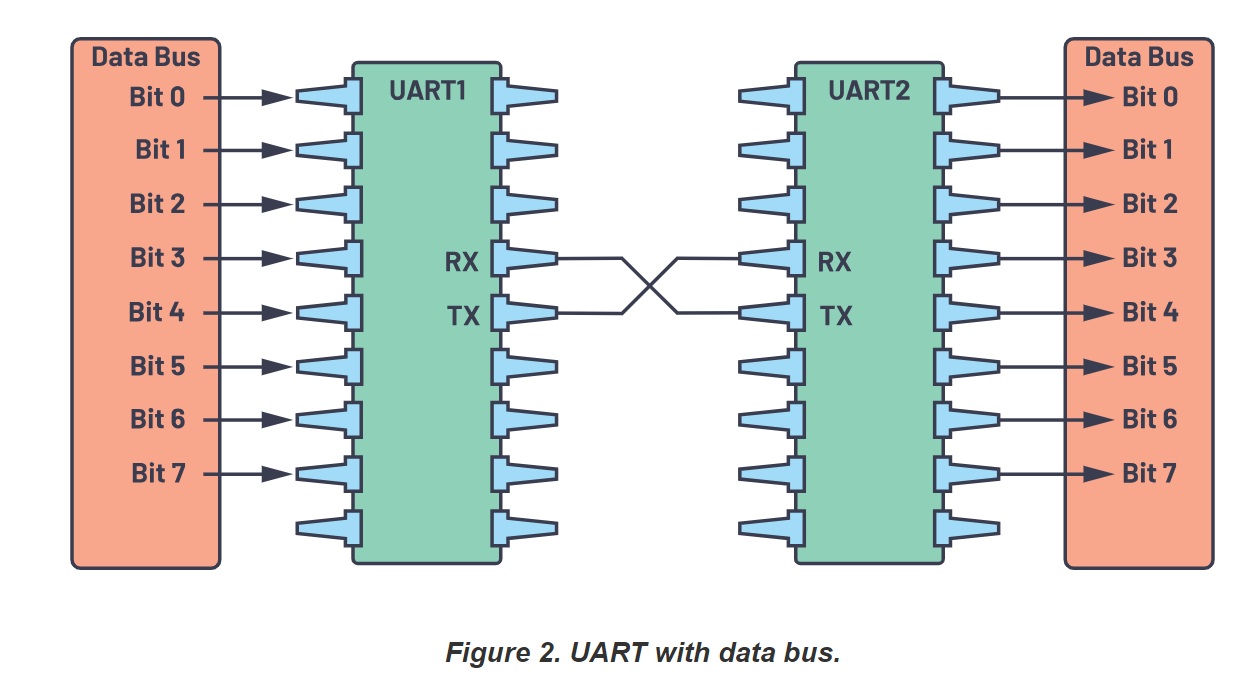 Data Bus
Bit 0
Bit 1
Bit 2
Bit 3
Bit 4
Bit 5
Bit 6
Bit 7
UART1
RX
TX
UART2
RX
TX
Data Bus
Bit 0
Bit 1
Bit 2
Bit 3
Bit 4
Bit 5
Bit 6
Bit 7
Figure 2. UART with data bus.